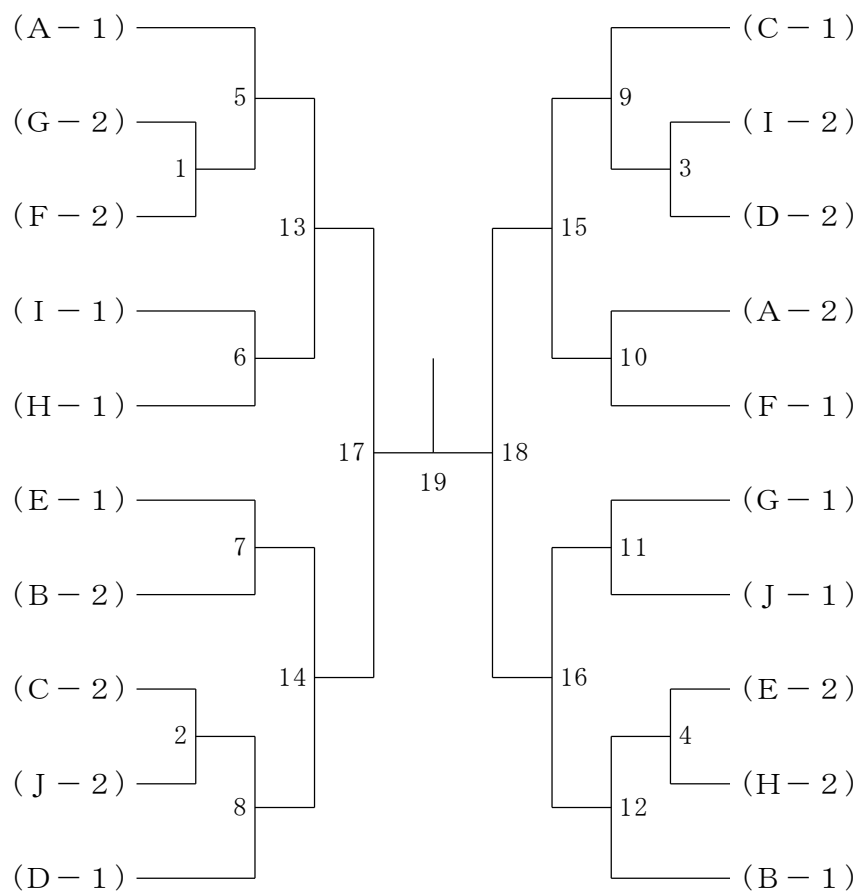 （A－1）
（G－2）
（F－2）
（I－1）
（H－1）
（E－1）
（B－2）
（C－2）
（J－2）
（D－1）
5
1
13
6
17
7
14
2
8
19
（C－1）
（I－2）
（D－2）
（A－2）
（F－1）
（G－1）
（J－1）
（E－2）
（H－2）
（B－1）
9
3
15
10
18
11
16
4
12